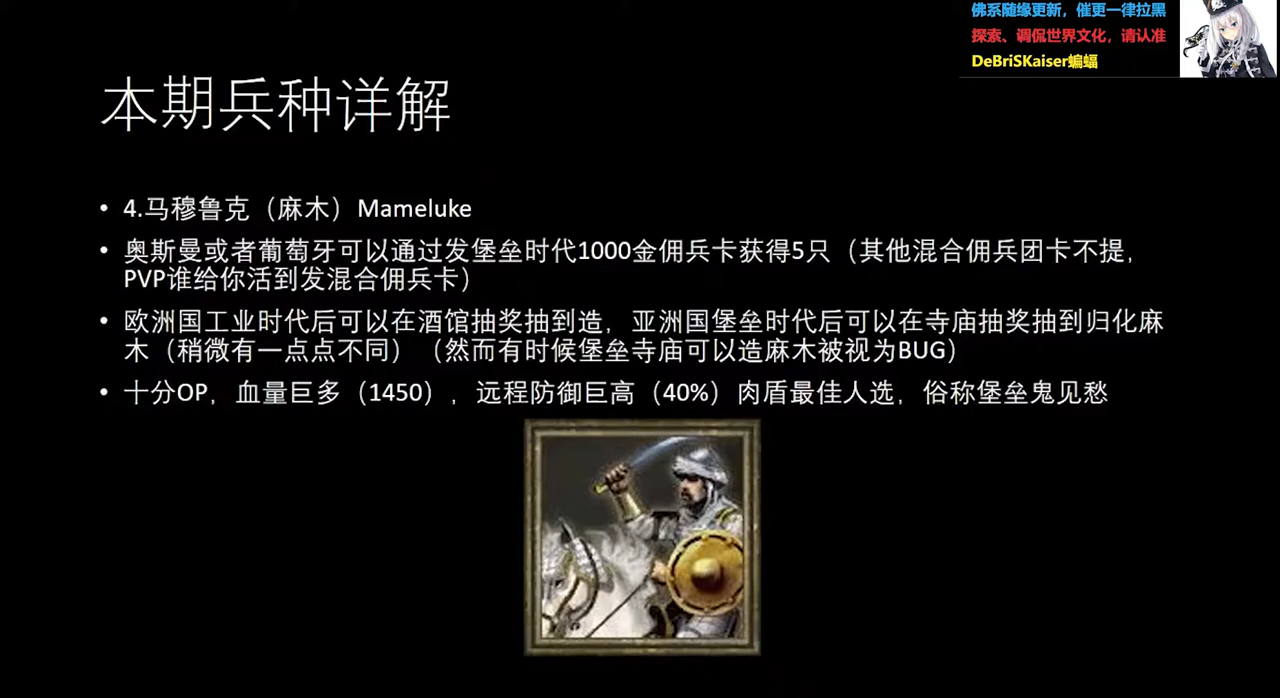 佛系随缘更新，催更一律拉黑
探索、调侃世界文化，请认准
DeBriSKaiser蝙蝠
本期兵种详解
• 4.马穆鲁克（麻木）Mameluke
• 奥斯曼或者葡萄牙可以通过发堡垒时代1000金佣兵卡获得5只（其他混合佣兵团卡不提，
PVP谁给你活到发混合佣兵卡）
• 欧洲国工业时代后可以在酒馆抽奖抽到造，亚洲国堡垒时代后可以在寺庙抽奖抽到归化麻
木（稍微有一点点不同）（然而有时候堡垒寺庙可以造麻木被视为BUG）
• 十分OP，血量巨多（1450），远程防御巨高（40%）肉盾最佳人选，俗称堡垒鬼见愁